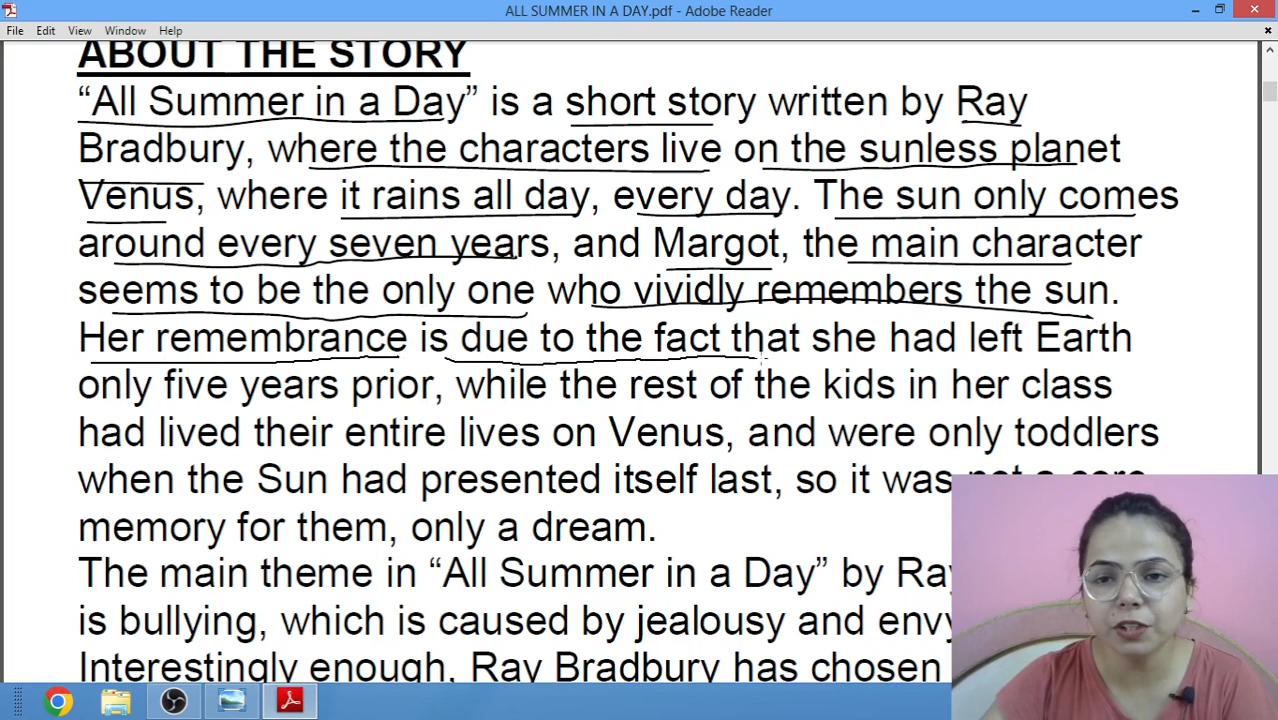 ALL SUMMER IN A DAY.pdf - Adobe Reader
File Edit View Window Help
ABOUT THE STORY
“All Summer in a Day” is a short story written by Ray
Bradbury, where the characters live on the sunless planet
Venus, where it rains all day, every day. The sun only comes
around every seven years, and Margot, the main character
seems to be the only one who vividly remembers the sun.
Her remembrance is due to the fact that she had left Earth
only five years prior, while the rest of the kids in her class
had lived their entire lives on Venus, and were only toddlers
when the Sun had presented itself last, so it was not a core
memory for them, only a dream.
The main theme in “All Summer in a Day” by Ray
is bullying, which is caused by jealousy and envy
Interestingly enough, Ray Bradbury has chosen